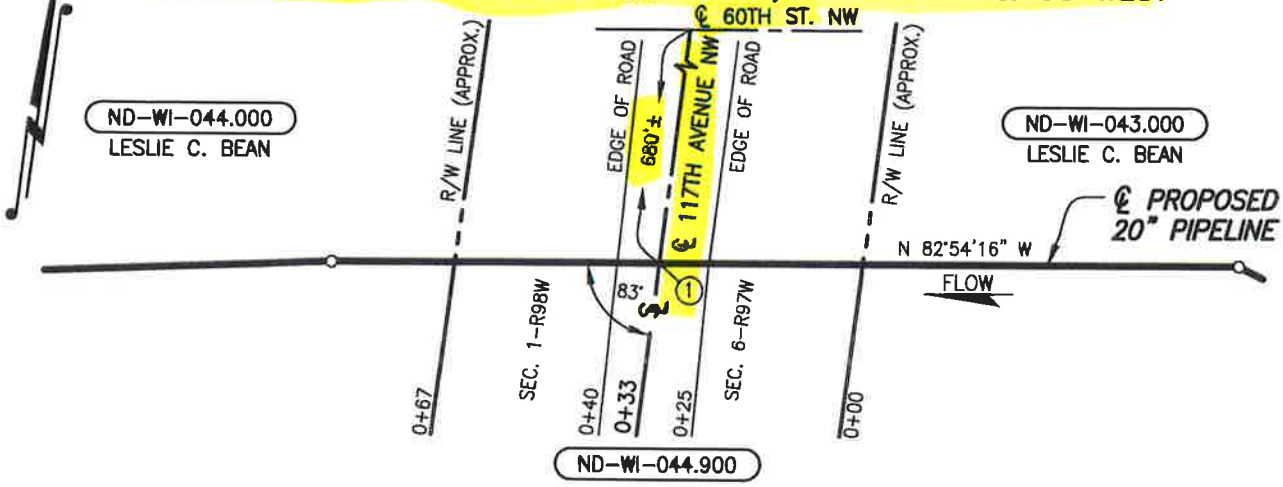 ℄ 60TH ST. NW
R/W LINE (APPROX.)
EDGE OF ROAD
680'±
℄ 117TH AVENUE NW
EDGE OF ROAD
R/W LINE (APPROX.)
ND-WI-044.000
LESLIE C. BEAN
ND-WI-043.000
LESLIE C. BEAN
℄ PROPOSED
20" PIPELINE
N 82°54'16" W
FLOW
83°
1
SEC. 1-R98W
SEC. 6-R97W
0+67
0+40
0+33
0+25
0+00
ND-WI-044.900